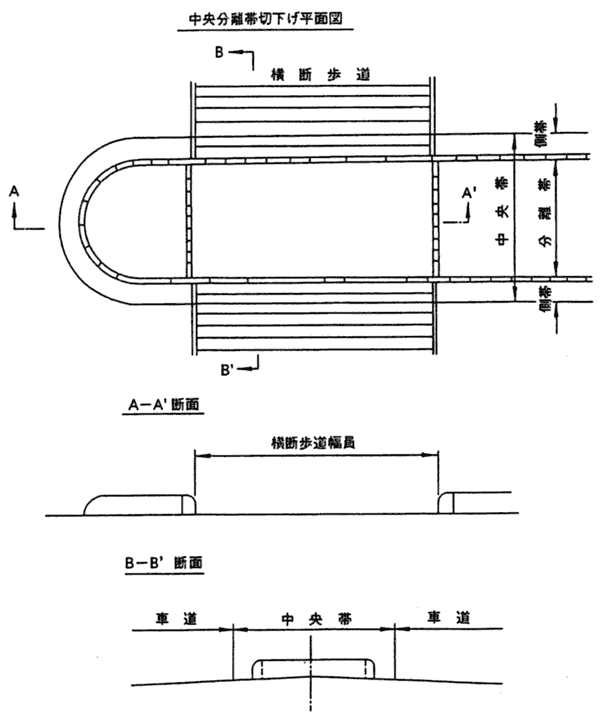 中央分離帯切下げ平面図
B
横断歩道
側帯
A
A'
中央帯
分離帯
側帯
B'
A－A'断面
横断歩道幅員
B－B'断面
車道
中央帯
車道